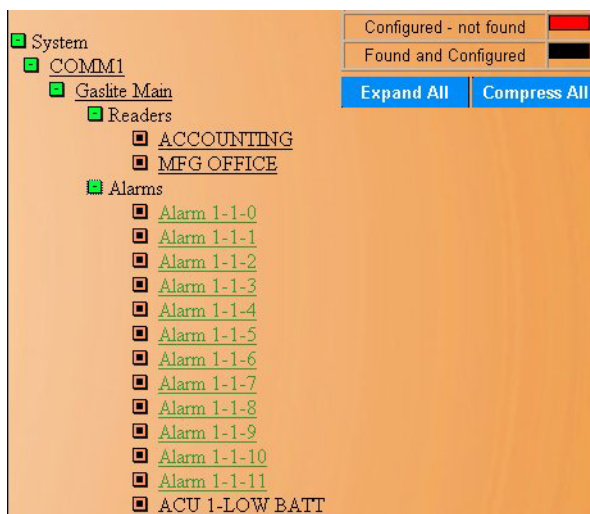 Configured - not found
Found and Configured
Expand All
Compress All
System
COMM1
Gaslite Main
Readers
ACCOUNTING
MFG OFFICE
Alarms
Alarm 1-1-0
Alarm 1-1-1
Alarm 1-1-2
Alarm 1-1-3
Alarm 1-1-4
Alarm 1-1-5
Alarm 1-1-6
Alarm 1-1-7
Alarm 1-1-8
Alarm 1-1-9
Alarm 1-1-10
Alarm 1-1-11
ACU 1-LOW BATT